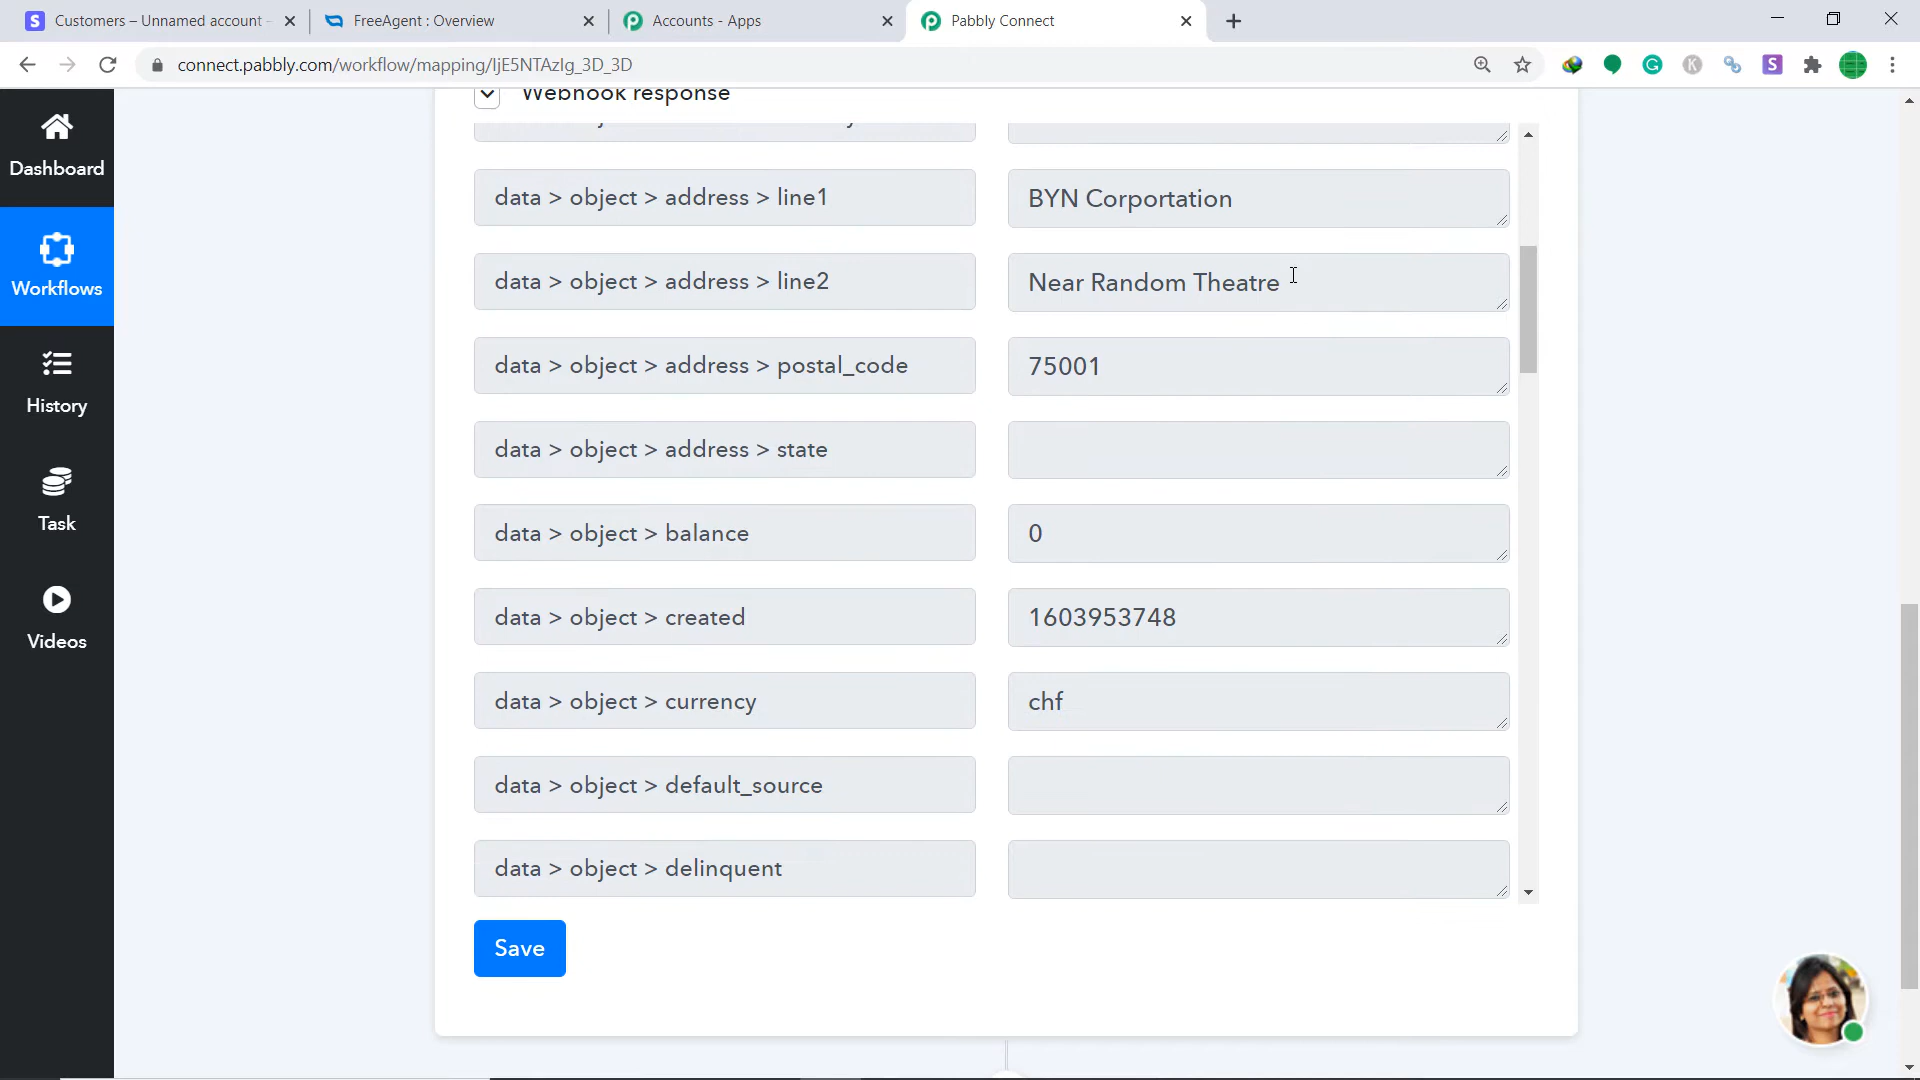 Customers – Unnamed account -
FreeAgent : Overview
Accounts - Apps
Pabbly Connect
connect.pabbly.com/workflow/mapping/IjE5NTAzIg_3D_3D
Dashboard
Workflows
History
Task
Videos
Webhook response
data > object > address > line1
BYN Corportation
data > object > address > line2
Near Random Theatre
data > object > address > postal_code
75001
data > object > address > state
data > object > balance
0
data > object > created
1603953748
data > object > currency
chf
data > object > default_source
data > object > delinquent
Save